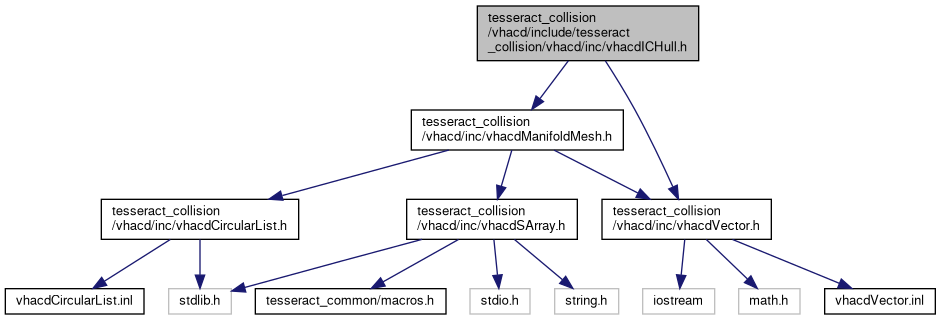 tesseract_collision
/vhacd/include/tesseract
_collision/vhacd/inc/vhacdICHull.h
tesseract_collision
/vhacd/inc/vhacdManifoldMesh.h
tesseract_collision
/vhacd/inc/vhacdCircularList.h
tesseract_collision
/vhacd/inc/vhacdSArray.h
tesseract_collision
/vhacd/inc/vhacdVector.h
vhacdCircularList.inl
stdlib.h
tesseract_common/macros.h
stdio.h
string.h
iostream
math.h
vhacdVector.inl